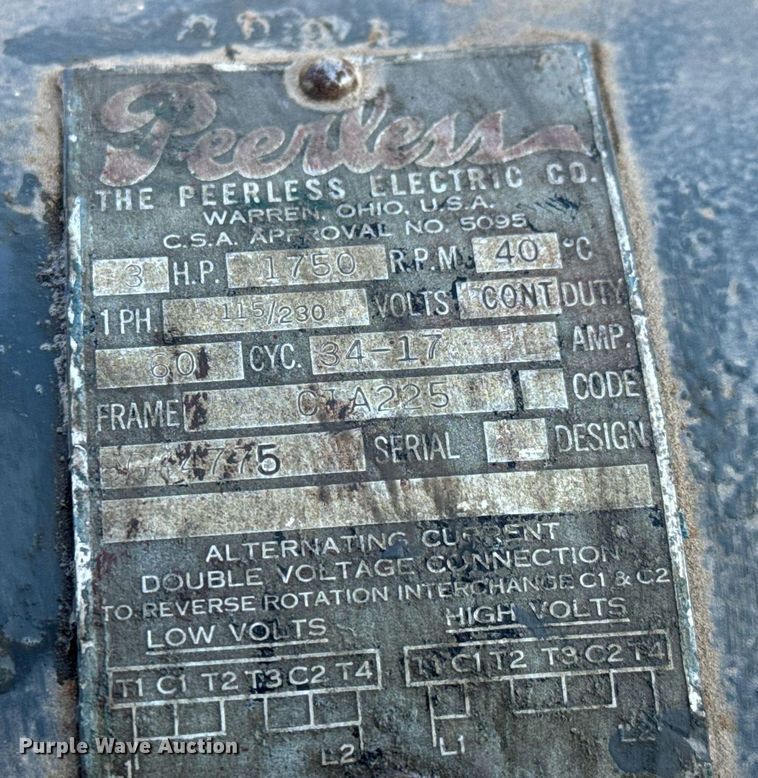 Peerless
THE PEERLESS ELECTRIC CO.
WARREN, OHIO, U.S.A.
C.S.A. APPROVAL NO. 5095
3 H.P. 1750 R.P.M. 40 °C
1 PH 115/230 VOLTS CONT DUTY
60 CYC. 34-17 AMP.
FRAME A225 CODE
4775 SERIAL DESIGN
ALTERNATING CURRENT
DOUBLE VOLTAGE CONNECTION
TO REVERSE ROTATION INTERCHANGE C1 & C2
LOW VOLTS HIGH VOLTS
T1 C1 T2 T3 C2 T4 T1 C1 T2 T3 C2 T4
L2 L1 L2
Purple Wave Auction